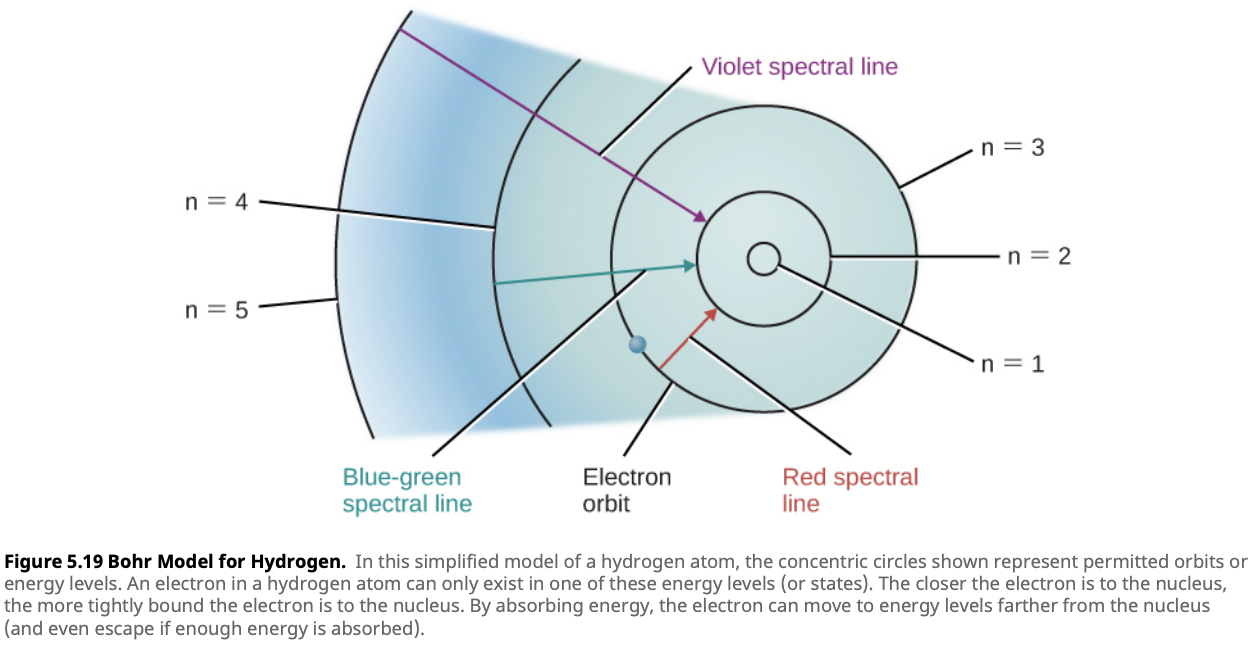 Violet spectral line
n = 3
n = 4
n = 2
n = 5
n = 1
Blue-green
spectral line
Electron
orbit
Red spectral
line
Figure 5.19 Bohr Model for Hydrogen. In this simplified model of a hydrogen atom, the concentric circles shown represent permitted orbits or
energy levels. An electron in a hydrogen atom can only exist in one of these energy levels (or states). The closer the electron is to the nucleus,
the more tightly bound the electron is to the nucleus. By absorbing energy, the electron can move to energy levels farther from the nucleus
(and even escape if enough energy is absorbed).